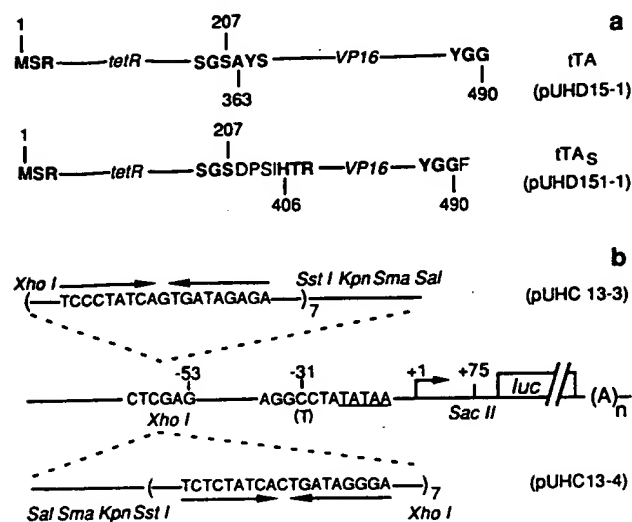 a
1
207
MSR tetR SGSAYS VP16 YGG tTA
363
490
(pUHD15-1)
1
207
MSR tetR SGSDPSIHTR VP16 YGGF tTAS
406
490
(pUHD151-1)
b
Xho I
Sst I Kpn Sma Sal
( TCCCTATCAGTGATAGAGA )7
(pUHC 13-3)
-53
-31
+1
+75
CTCGAG AGGCCTATATAA luc (A)n
Xho I
(T)
Sac II
( TCTCTATCACTGATAGGGA )7
(pUHC13-4)
Sal Sma Kpn Sst I
Xho I